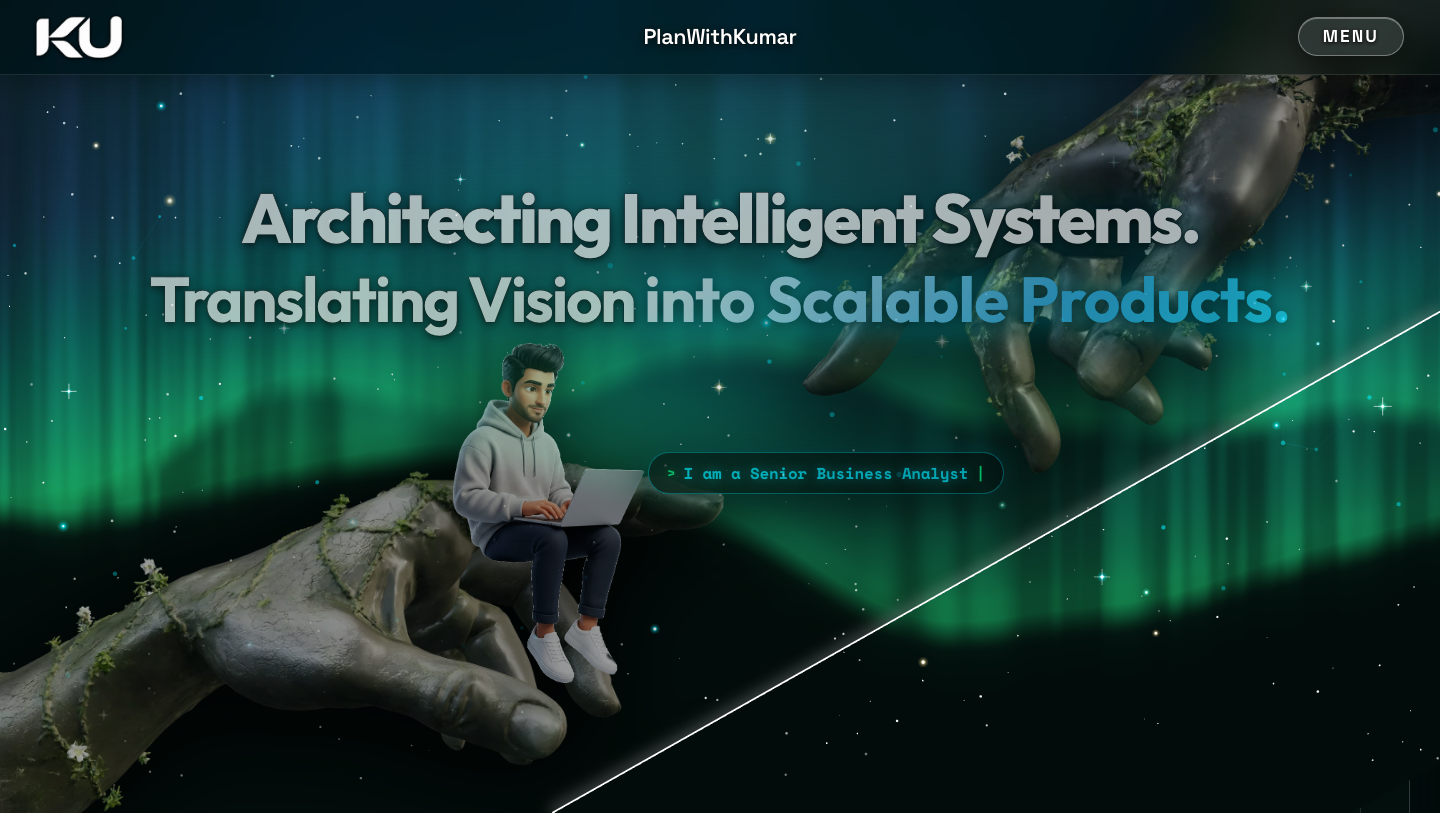 KU
PlanWithKumar
MENU
Architecting Intelligent Systems.
Translating Vision into Scalable Products.
> I am a Senior Business Analyst |